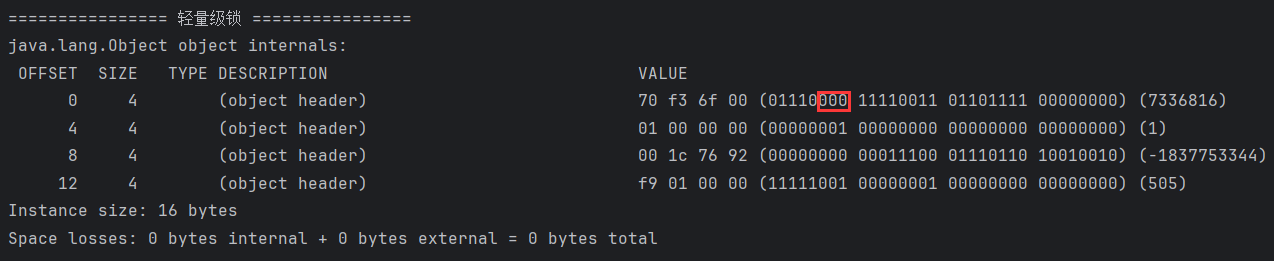 ================ 轻量级锁 ================
java.lang.Object object internals:
OFFSET SIZE TYPE DESCRIPTION VALUE
0 4 (object header) 70 f3 6f 00 (01110000 11110011 01101111 00000000) (7336816)
4 4 (object header) 01 00 00 00 (00000001 00000000 00000000 00000000) (1)
8 4 (object header) 00 1c 76 92 (00000000 00011100 01110110 10010010) (-1837753344)
12 4 (object header) f9 01 00 00 (11111001 00000001 00000000 00000000) (505)
Instance size: 16 bytes
Space losses: 0 bytes internal + 0 bytes external = 0 bytes total